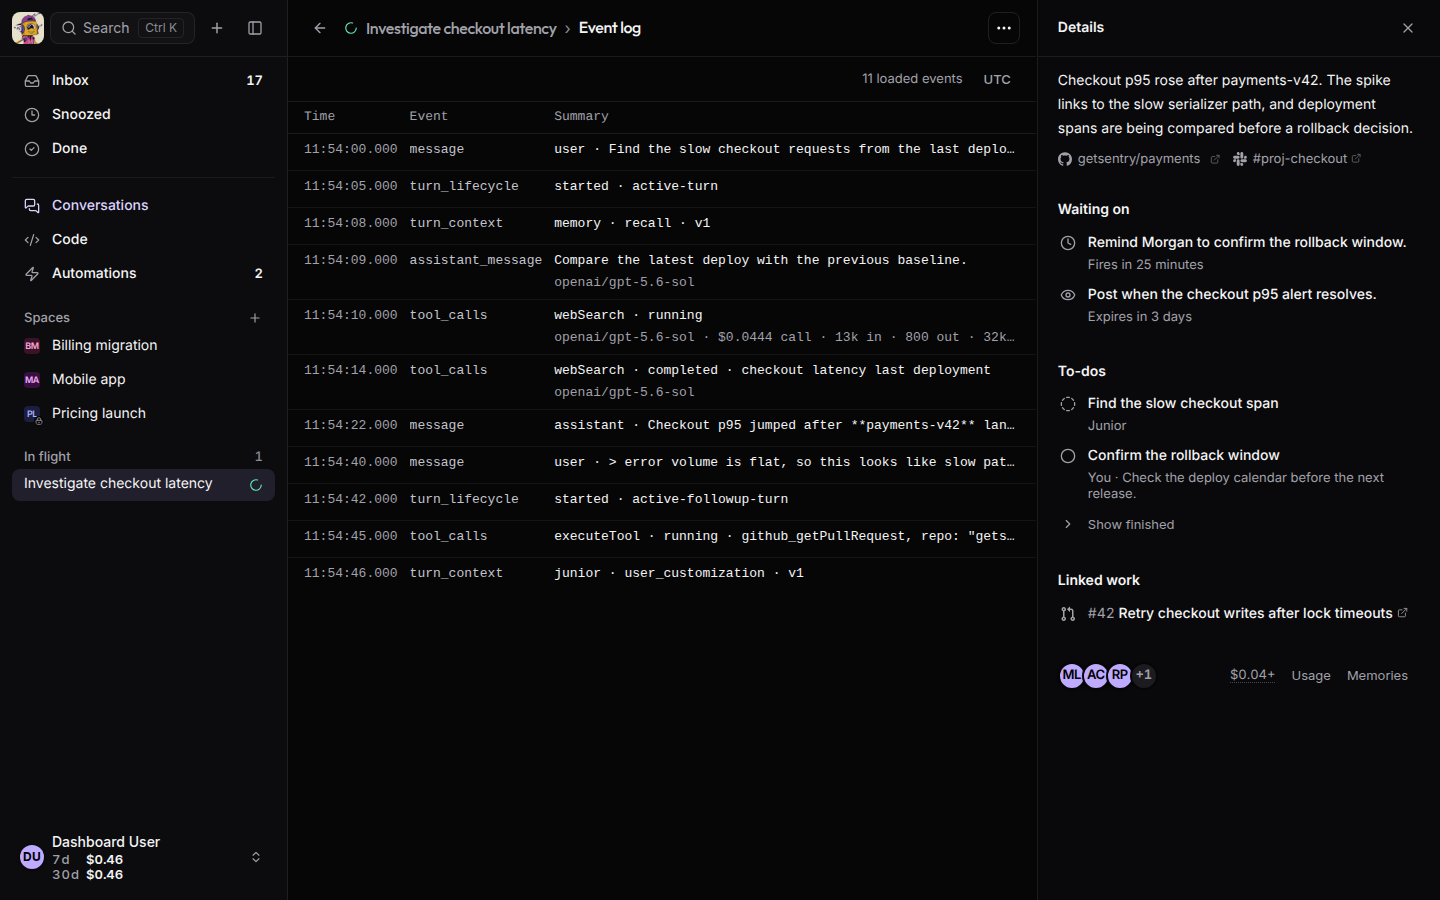 Search Ctrl K
Inbox 17
Snoozed
Done
Conversations
Code
Automations 2
Spaces
BM Billing migration
MA Mobile app
PL Pricing launch
In flight 1
Investigate checkout latency
DU Dashboard User
7d $0.46
30d $0.46
Investigate checkout latency › Event log
11 loaded events UTC
Time Event Summary
11:54:00.000 message user · Find the slow checkout requests from the last deplo…
11:54:05.000 turn_lifecycle started · active-turn
11:54:08.000 turn_context memory · recall · v1
11:54:09.000 assistant_message Compare the latest deploy with the previous baseline.
openai/gpt-5.6-sol
11:54:10.000 tool_calls webSearch · running
openai/gpt-5.6-sol · $0.0444 call · 13k in · 800 out · 32k…
11:54:14.000 tool_calls webSearch · completed · checkout latency last deployment
openai/gpt-5.6-sol
11:54:22.000 message assistant · Checkout p95 jumped after **payments-v42** lan…
11:54:40.000 message user · > error volume is flat, so this looks like slow pat…
11:54:42.000 turn_lifecycle started · active-followup-turn
11:54:45.000 tool_calls executeTool · running · github_getPullRequest, repo: "gets…
11:54:46.000 turn_context junior · user_customization · v1
Details
Checkout p95 rose after payments-v42. The spike
links to the slow serializer path, and deployment
spans are being compared before a rollback decision.
getsentry/payments #proj-checkout
Waiting on
Remind Morgan to confirm the rollback window.
Fires in 25 minutes
Post when the checkout p95 alert resolves.
Expires in 3 days
To-dos
Find the slow checkout span
Junior
Confirm the rollback window
You · Check the deploy calendar before the next
release.
Show finished
Linked work
#42 Retry checkout writes after lock timeouts
ML AC RP +1 $0.04+ Usage Memories